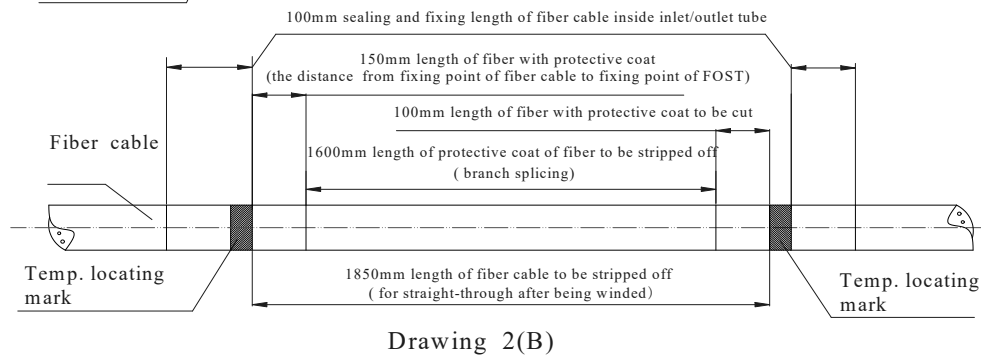 100mm sealing and fixing length of fiber cable inside inlet/outlet tube
150mm length of fiber with protective coat
(the distance from fixing point of fiber cable to fixing point of FOST)
100mm length of fiber with protective coat to be cut
Fiber cable
1600mm length of protective coat of fiber to be stripped off
( branch splicing)
Temp. locating
mark
1850mm length of fiber cable to be stripped off
( for straight-through after being winded)
Temp. locating
mark
Drawing 2(B)